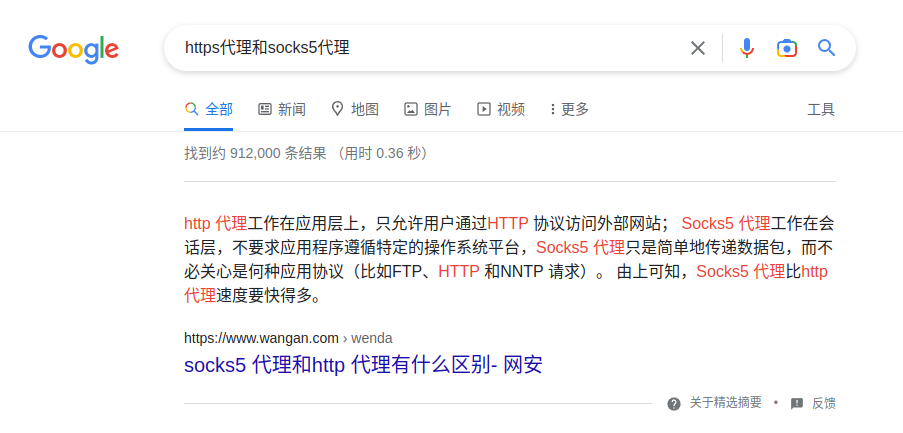 Google
https代理和socks5代理
全部 新闻 地图 图片 视频 更多 工具
找到约 912,000 条结果 （用时 0.36 秒）
http 代理工作在应用层上，只允许用户通过HTTP 协议访问外部网站； Socks5 代理工作在会
话层，不要求应用程序遵循特定的操作系统平台，Socks5 代理只是简单地传递数据包，而不
必关心是何种应用协议（比如FTP、HTTP 和NNTP 请求）。 由上可知，Socks5 代理比http
代理速度要快得多。
https://www.wangan.com › wenda
socks5 代理和http 代理有什么区别- 网安
关于精选摘要 • 反馈